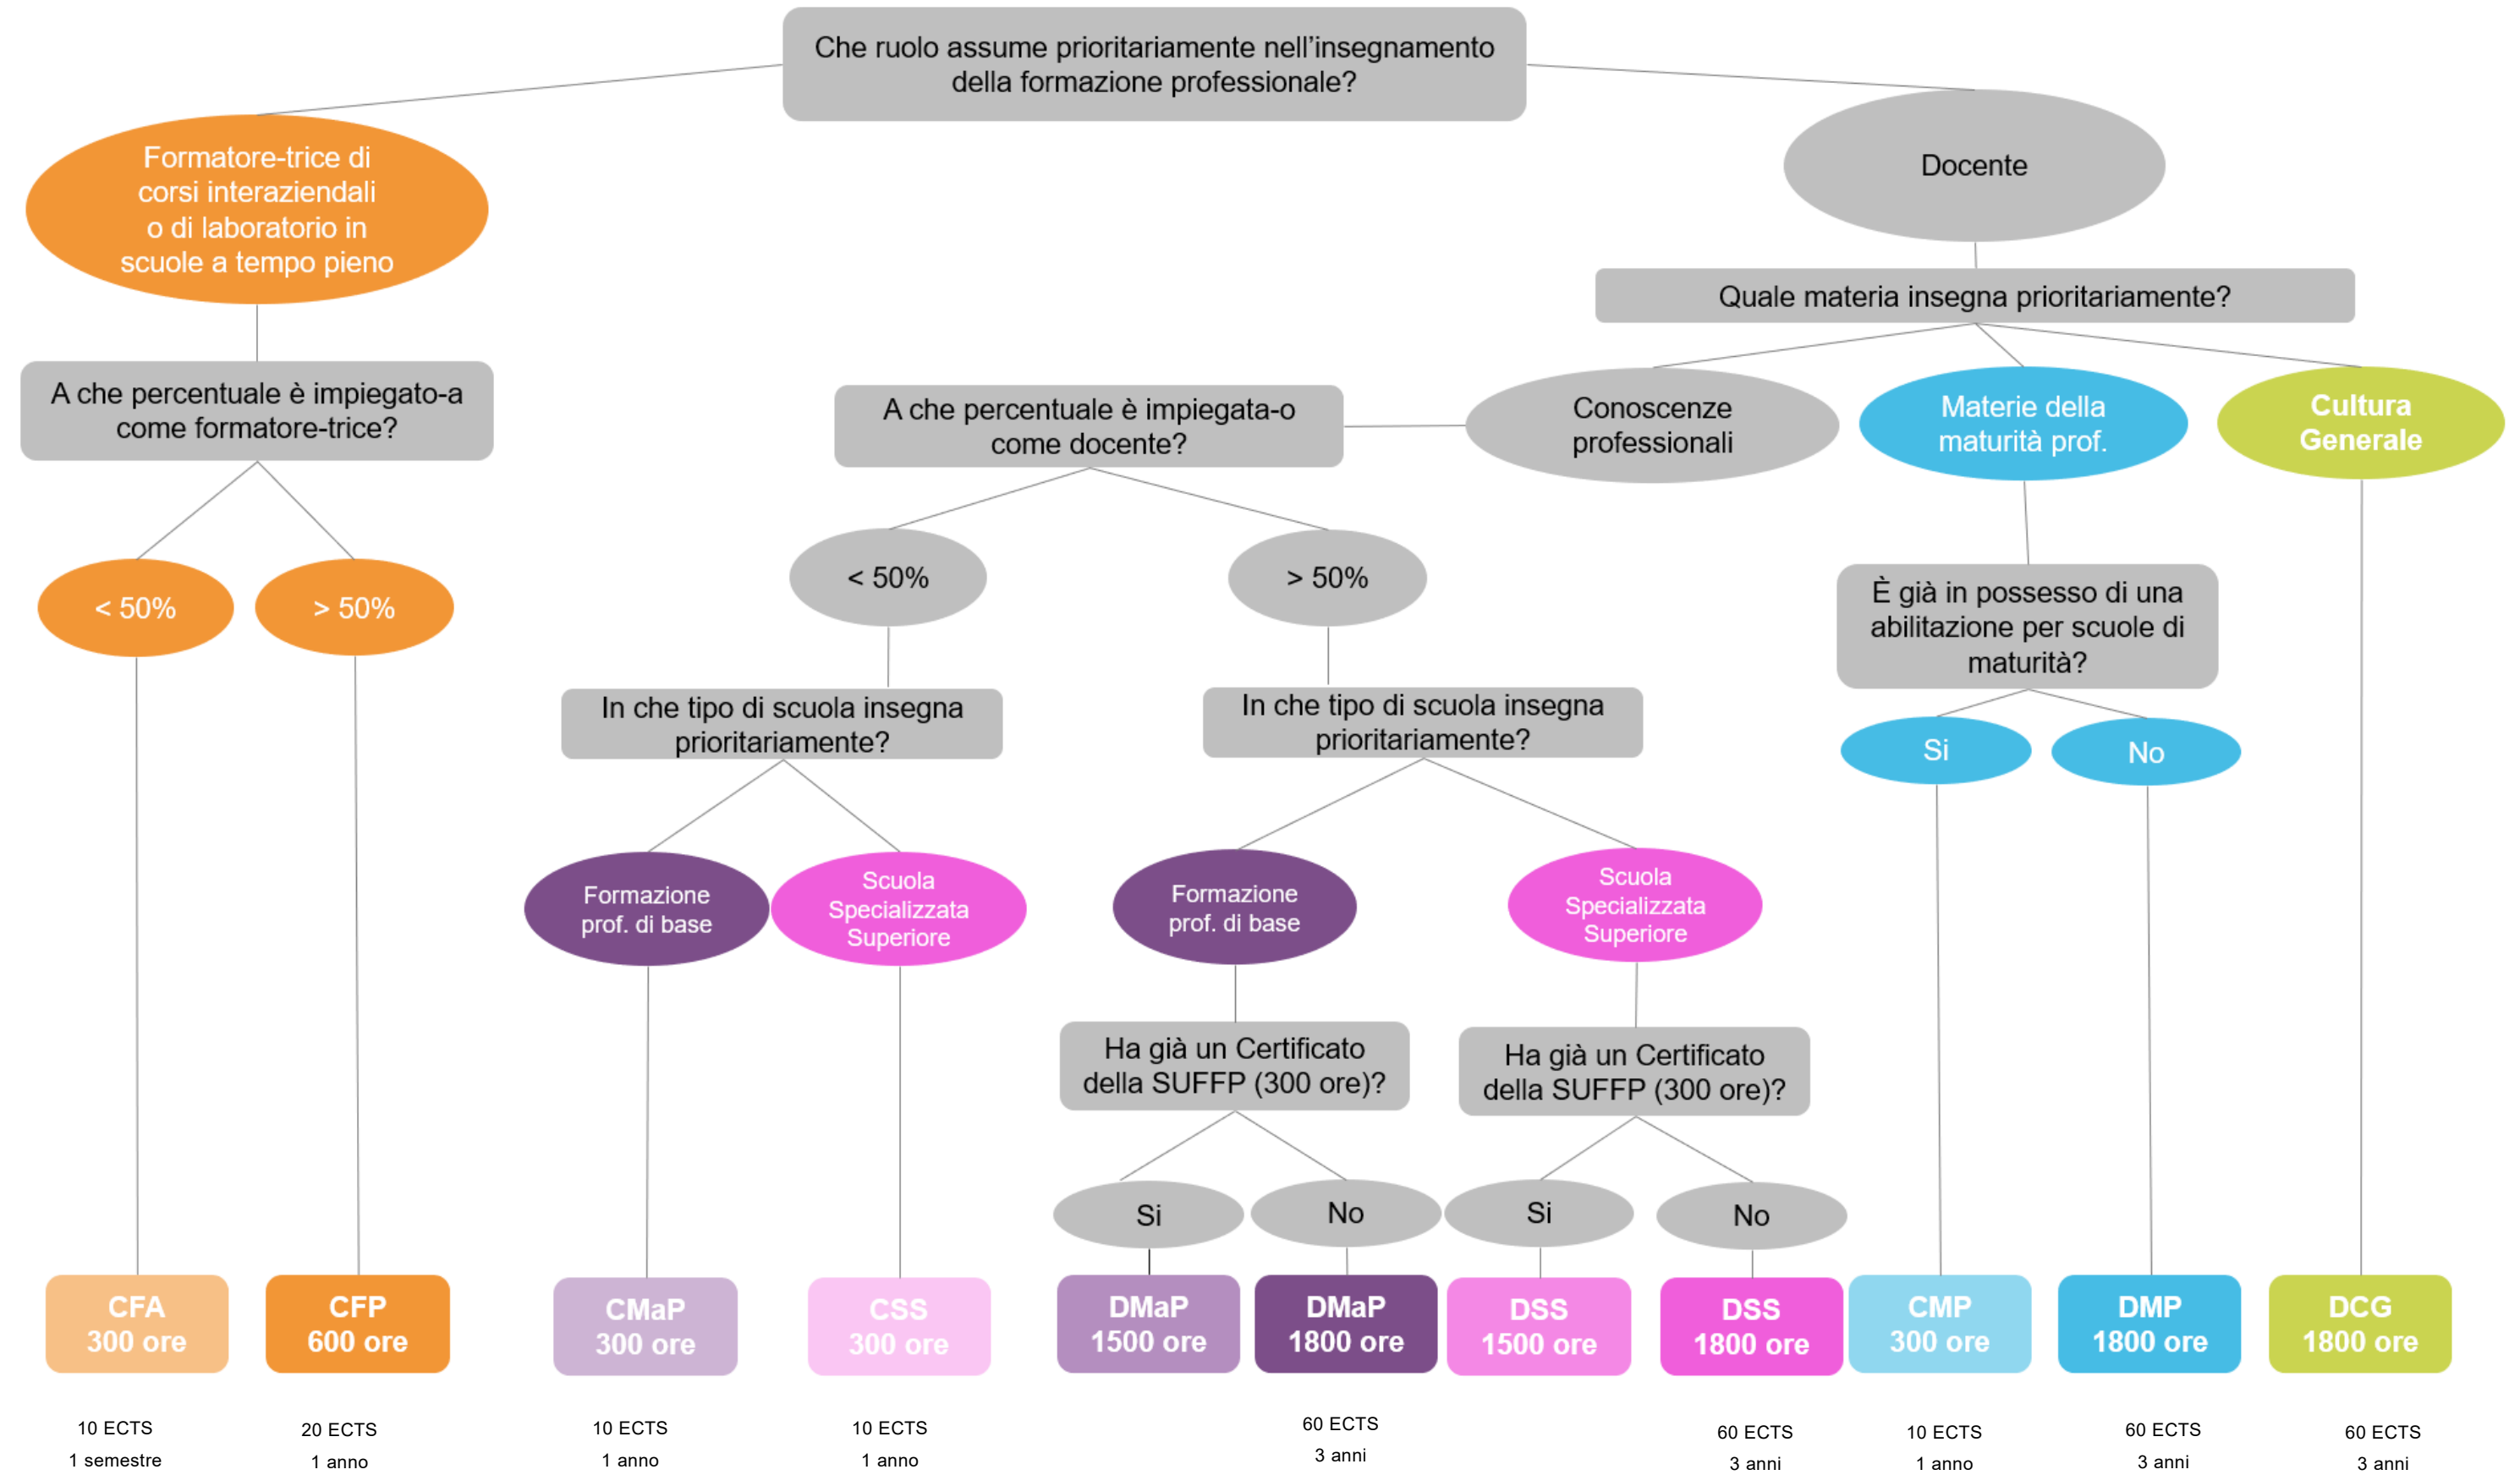 Che ruolo assume prioritariamente nell’insegnamento
della formazione professionale?
Formatore-trice di
corsi interaziendali
o di laboratorio in
scuole a tempo pieno
Docente
Quale materia insegna prioritariamente?
A che percentuale è impiegato-a
come formatore-trice?
A che percentuale è impiegata-o
come docente?
Conoscenze
professionali
Materie della
maturità prof.
Cultura
Generale
< 50%
> 50%
< 50%
> 50%
È già in possesso di una
abilitazione per scuole di
maturità?
In che tipo di scuola insegna
prioritariamente?
In che tipo di scuola insegna
prioritariamente?
Si
No
Formazione
prof. di base
Scuola
Specializzata
Superiore
Formazione
prof. di base
Scuola
Specializzata
Superiore
Ha già un Certificato
della SUFFP (300 ore)?
Ha già un Certificato
della SUFFP (300 ore)?
Si
No
Si
No
CFA
300 ore
CFP
600 ore
CMaP
300 ore
CSS
300 ore
DMaP
1500 ore
DMaP
1800 ore
DSS
1500 ore
DSS
1800 ore
CMP
300 ore
DMP
1800 ore
DCG
1800 ore
10 ECTS
1 semestre
20 ECTS
1 anno
10 ECTS
1 anno
10 ECTS
1 anno
60 ECTS
3 anni
60 ECTS
3 anni
10 ECTS
1 anno
60 ECTS
3 anni
60 ECTS
3 anni